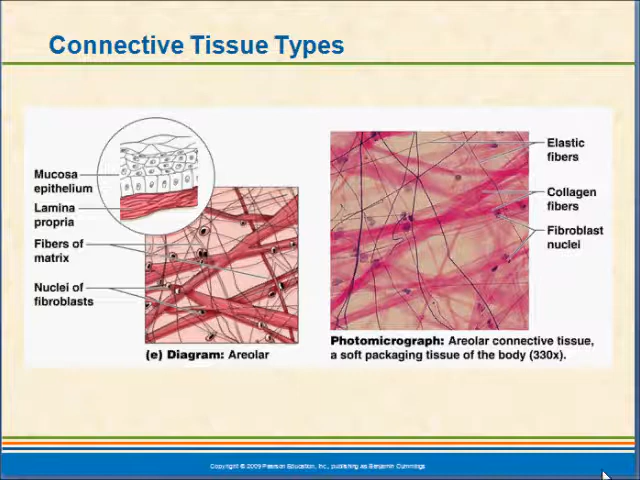 Connective Tissue Types
Mucosa
epithelium
Lamina
propria
Fibers of
matrix
Nuclei of
fibroblasts
(e) Diagram: Areolar
Elastic
fibers
Collagen
fibers
Fibroblast
nuclei
Photomicrograph: Areolar connective tissue,
a soft packaging tissue of the body (330x).
Copyright © 2009 Pearson Education, Inc., publishing as Benjamin Cummings